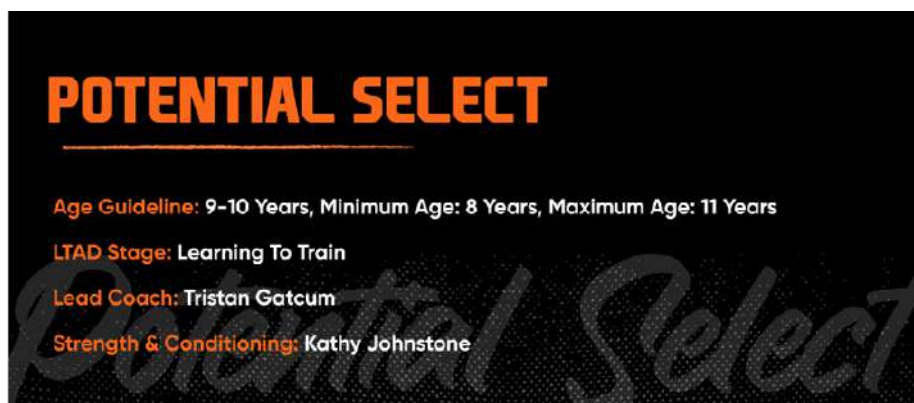 POTENTIAL SELECT
Age Guideline: 9-10 Years, Minimum Age: 8 Years, Maximum Age: 11 Years
LTAD Stage: Learning To Train
Lead Coach: Tristan Gatcum
Strength & Conditioning: Kathy Johnstone
Potential Select